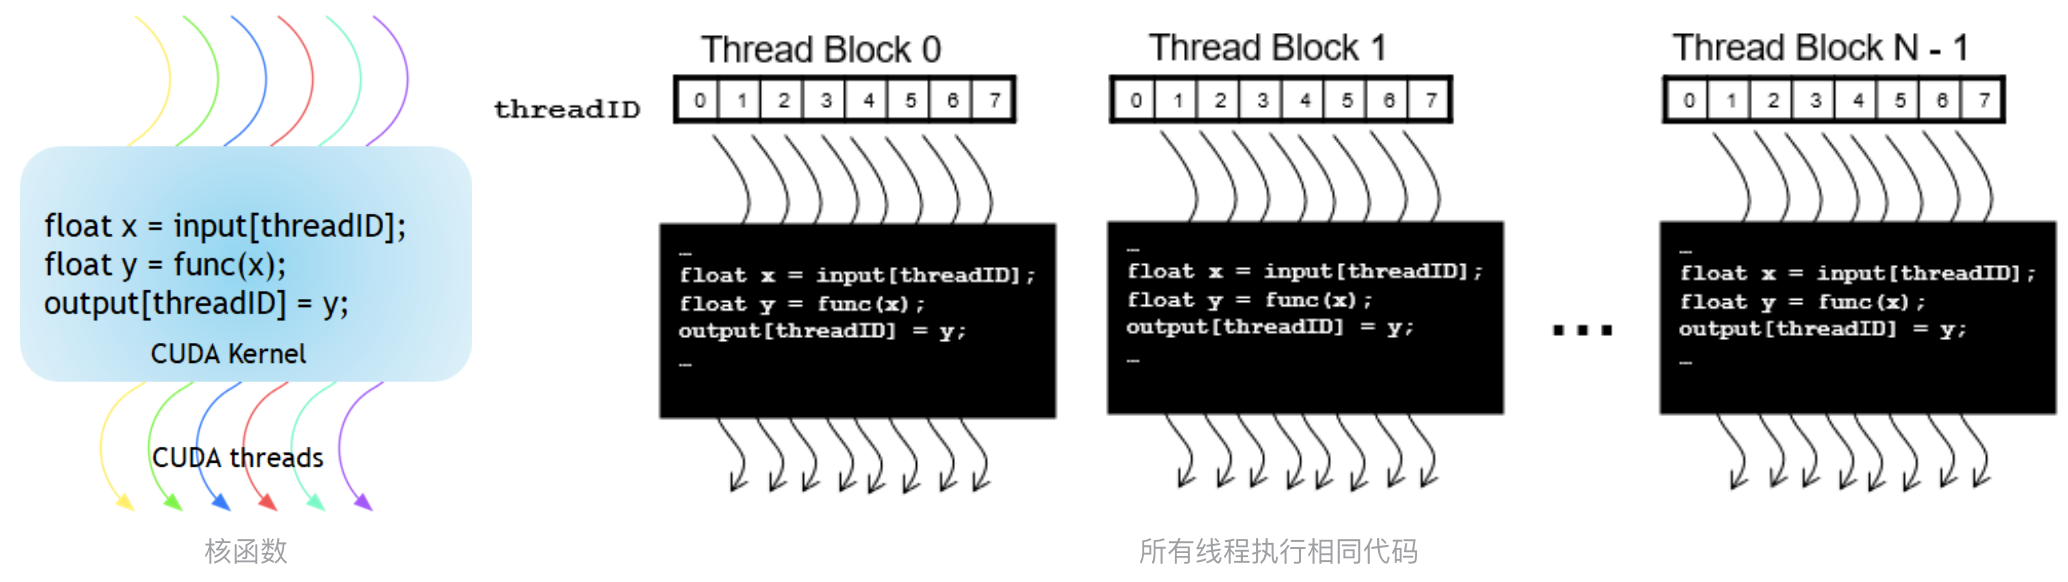 float x = input[threadID];
float y = func(x);
output[threadID] = y;
CUDA Kernel
CUDA threads
核函数
threadID
Thread Block 0
0 1 2 3 4 5 6 7
…
float x = input[threadID];
float y = func(x);
output[threadID] = y;
…
Thread Block 1
0 1 2 3 4 5 6 7
…
float x = input[threadID];
float y = func(x);
output[threadID] = y;
…
...
Thread Block N - 1
0 1 2 3 4 5 6 7
…
float x = input[threadID];
float y = func(x);
output[threadID] = y;
…
所有线程执行相同代码